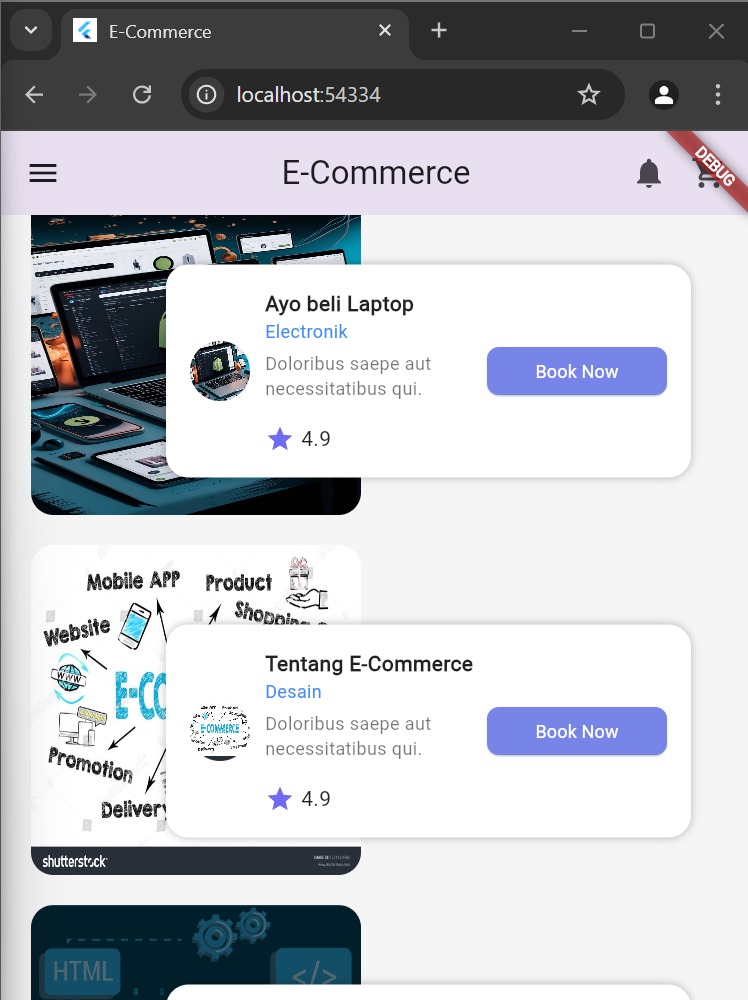 E-Commerce
localhost:54334
E-Commerce
DEBUG
Ayo beli Laptop
Electronik
Doloribus saepe aut
necessitatibus qui.
Book Now
4.9
Mobile APP
Product
Shopping
Website
WWW
E-CO
Promotion
Delivery
shutterstock
Tentang E-Commerce
Desain
E-COMMERCE
Doloribus saepe aut
necessitatibus qui.
Book Now
4.9
HTML
</>